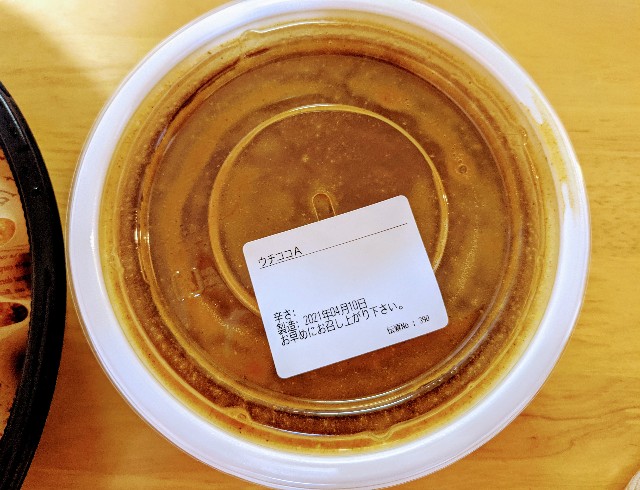 ウチココA
辛さ:
製造: 2021年04月10日
お早めにお召し上がり下さい。
伝票No : 390